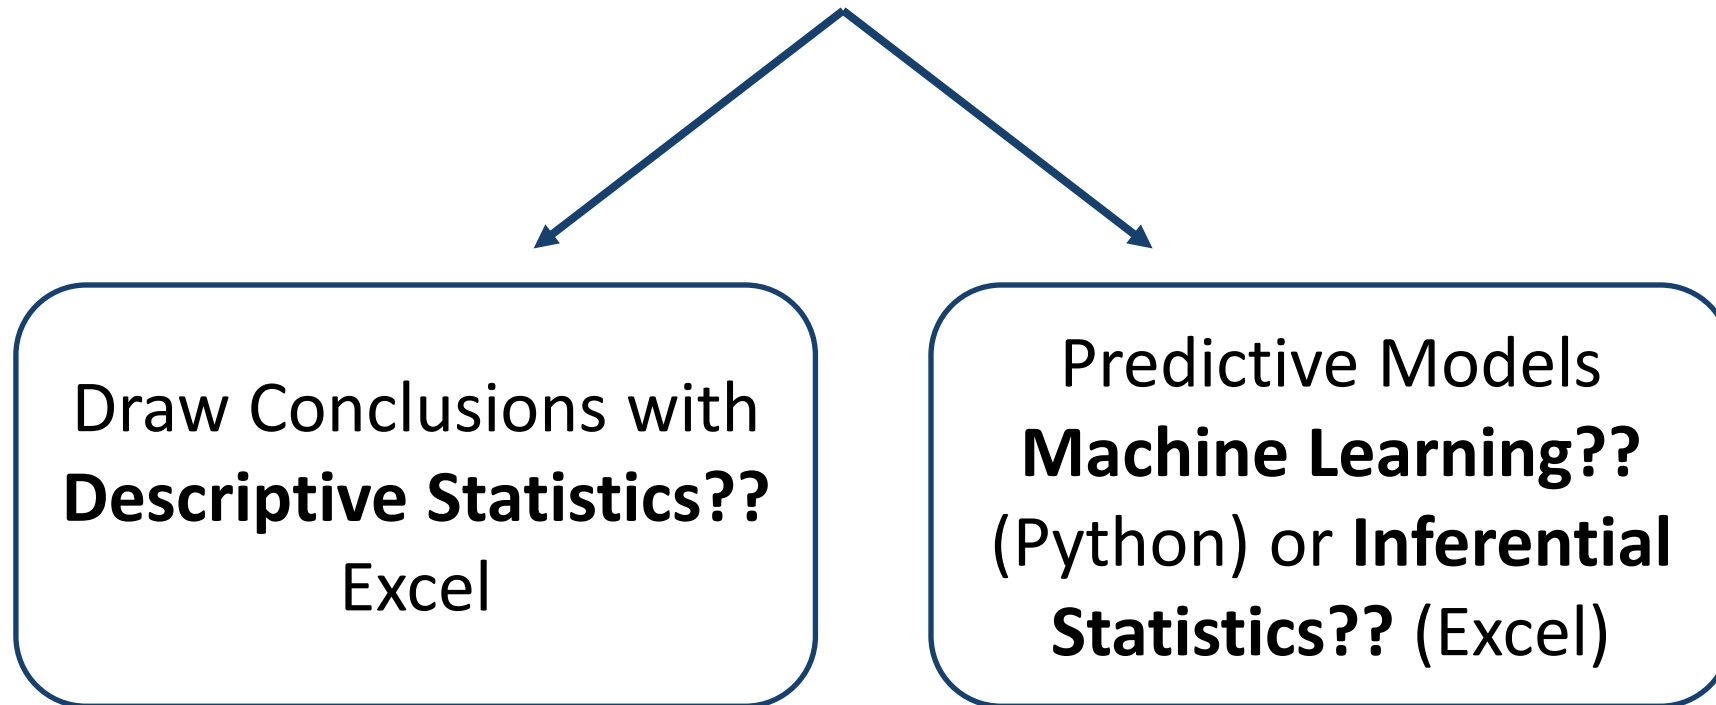 Draw Conclusions with
Descriptive Statistics??
Excel
Predictive Models
Machine Learning??
(Python) or Inferential
Statistics?? (Excel)